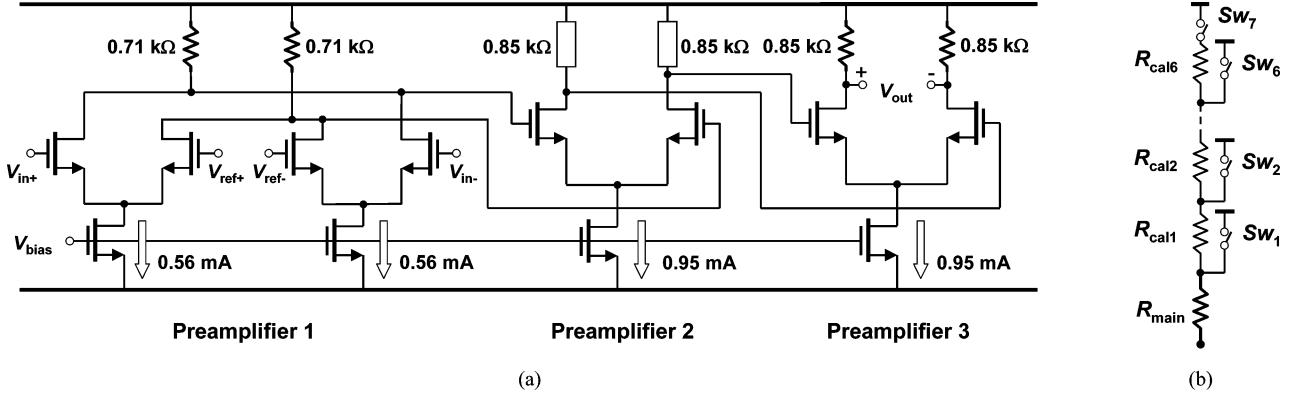 0.71 kΩ
0.71 kΩ
0.85 kΩ
0.85 kΩ
0.85 kΩ
0.85 kΩ
+
Vout
-
Vin+
Vref+
Vref-
Vin-
Vbias
0.56 mA
0.56 mA
0.95 mA
0.95 mA
Preamplifier 1
Preamplifier 2
Preamplifier 3
(a)
Sw7
Rcal6
Sw6
Rcal2
Sw2
Rcal1
Sw1
Rmain
(b)